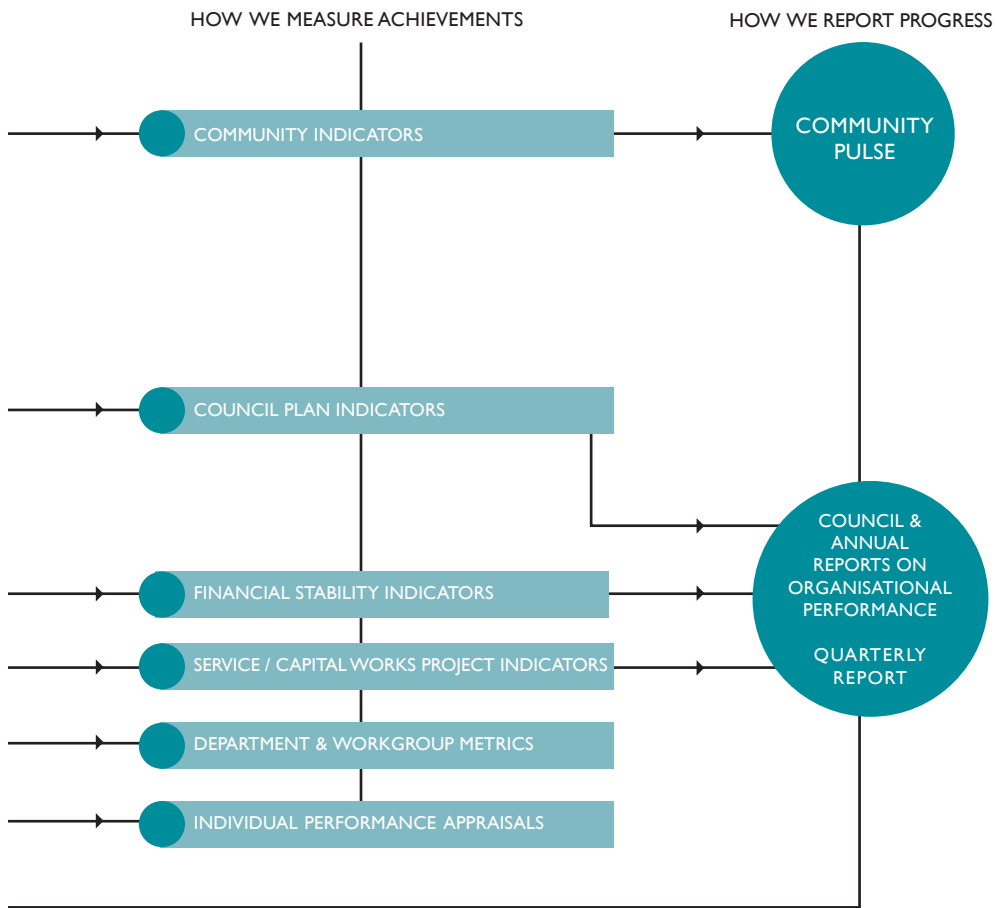 HOW WE MEASURE ACHIEVEMENTS
HOW WE REPORT PROGRESS
COMMUNITY INDICATORS
COMMUNITY
PULSE
COUNCIL PLAN INDICATORS
FINANCIAL STABILITY INDICATORS
SERVICE / CAPITAL WORKS PROJECT INDICATORS
DEPARTMENT & WORKGROUP METRICS
INDIVIDUAL PERFORMANCE APPRAISALS
COUNCIL &
ANNUAL
REPORTS ON
ORGANISATIONAL
PERFORMANCE
QUARTERLY
REPORT